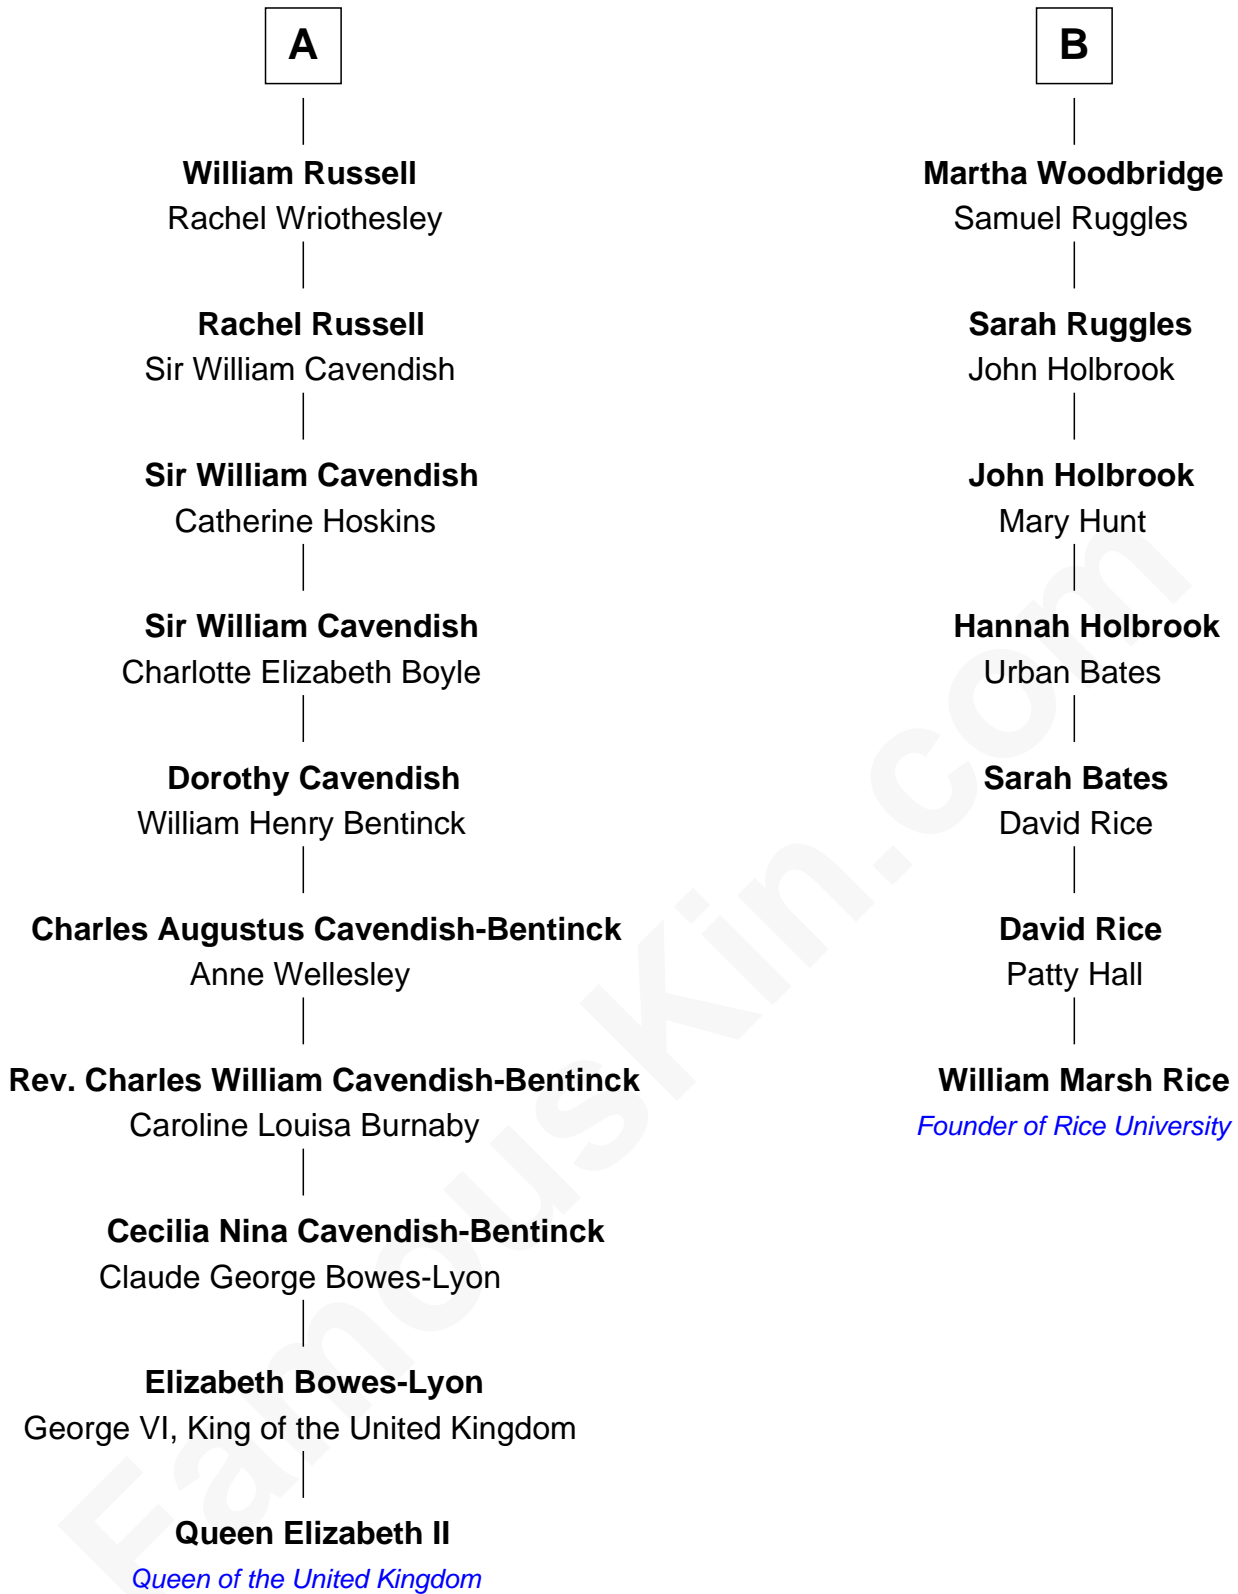 A
William Russell
Rachel Wriothesley
Rachel Russell
Sir William Cavendish
Sir William Cavendish
Catherine Hoskins
Sir William Cavendish
Charlotte Elizabeth Boyle
Dorothy Cavendish
William Henry Bentinck
Charles Augustus Cavendish-Bentinck
Anne Wellesley
Rev. Charles William Cavendish-Bentinck
Caroline Louisa Burnaby
Cecilia Nina Cavendish-Bentinck
Claude George Bowes-Lyon
Elizabeth Bowes-Lyon
George VI, King of the United Kingdom
Queen Elizabeth II
Queen of the United Kingdom
B
Martha Woodbridge
Samuel Ruggles
Sarah Ruggles
John Holbrook
John Holbrook
Mary Hunt
Hannah Holbrook
Urban Bates
Sarah Bates
David Rice
David Rice
Patty Hall
William Marsh Rice
Founder of Rice University
FamousKin.com